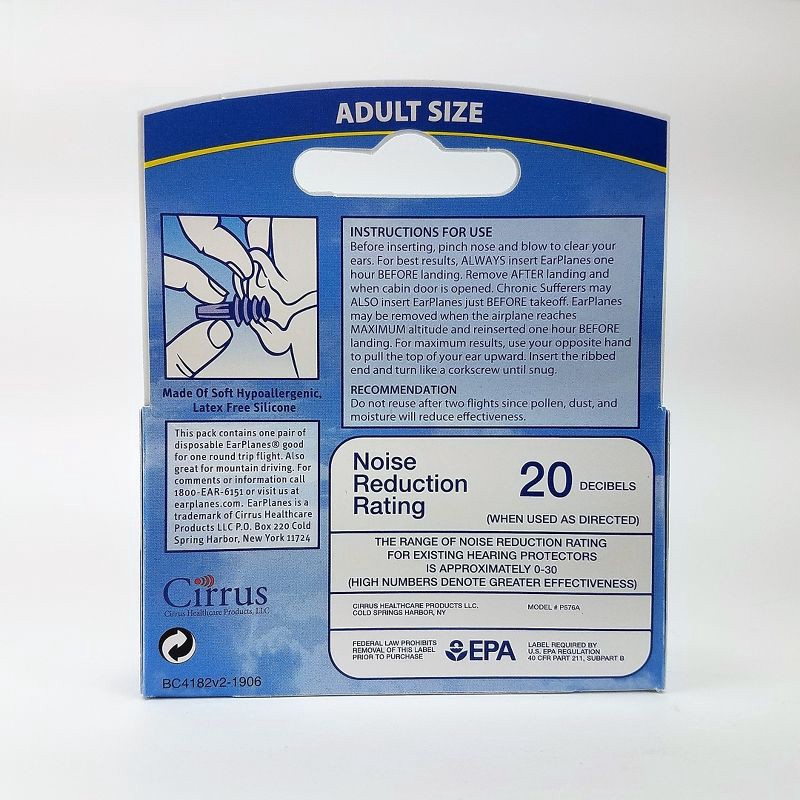 ADULT SIZE
INSTRUCTIONS FOR USE
Before inserting, pinch nose and blow to clear your
ears. For best results, ALWAYS insert EarPlanes one
hour BEFORE landing. Remove AFTER landing and
when cabin door is opened. Chronic Sufferers may
ALSO insert EarPlanes just BEFORE takeoff. EarPlanes
may be removed when the airplane reaches
MAXIMUM altitude and reinserted one hour BEFORE
landing. For maximum results, use your opposite hand
to pull the top of your ear upward. Insert the ribbed
end and turn like a corkscrew until snug.
RECOMMENDATION
Do not reuse after two flights since pollen, dust, and
moisture will reduce effectiveness.
Made Of Soft Hypoallergenic,
Latex Free Silicone
This pack contains one pair of
disposable EarPlanes® good
for one round trip flight. Also
great for mountain driving. For
comments or information call
1800-EAR-6151 or visit us at
earplanes.com. EarPlanes is a
trademark of Cirrus Healthcare
Products LLC P.O. Box 220 Cold
Spring Harbor, New York 11724
Cirrus
Cirrus Healthcare Products, LLC
BC4182v2-1906
Noise
Reduction
Rating
20 DECIBELS
(WHEN USED AS DIRECTED)
THE RANGE OF NOISE REDUCTION RATING
FOR EXISTING HEARING PROTECTORS
IS APPROXIMATELY 0-30
(HIGH NUMBERS DENOTE GREATER EFFECTIVENESS)
CIRRUS HEALTHCARE PRODUCTS LLC.
COLD SPRINGS HARBOR, NY
MODEL # P576A
FEDERAL LAW PROHIBITS
REMOVAL OF THIS LABEL
PRIOR TO PURCHASE
EPA
LABEL REQUIRED BY
U.S. EPA REGULATION
40 CFR PART 211, SUBPART B